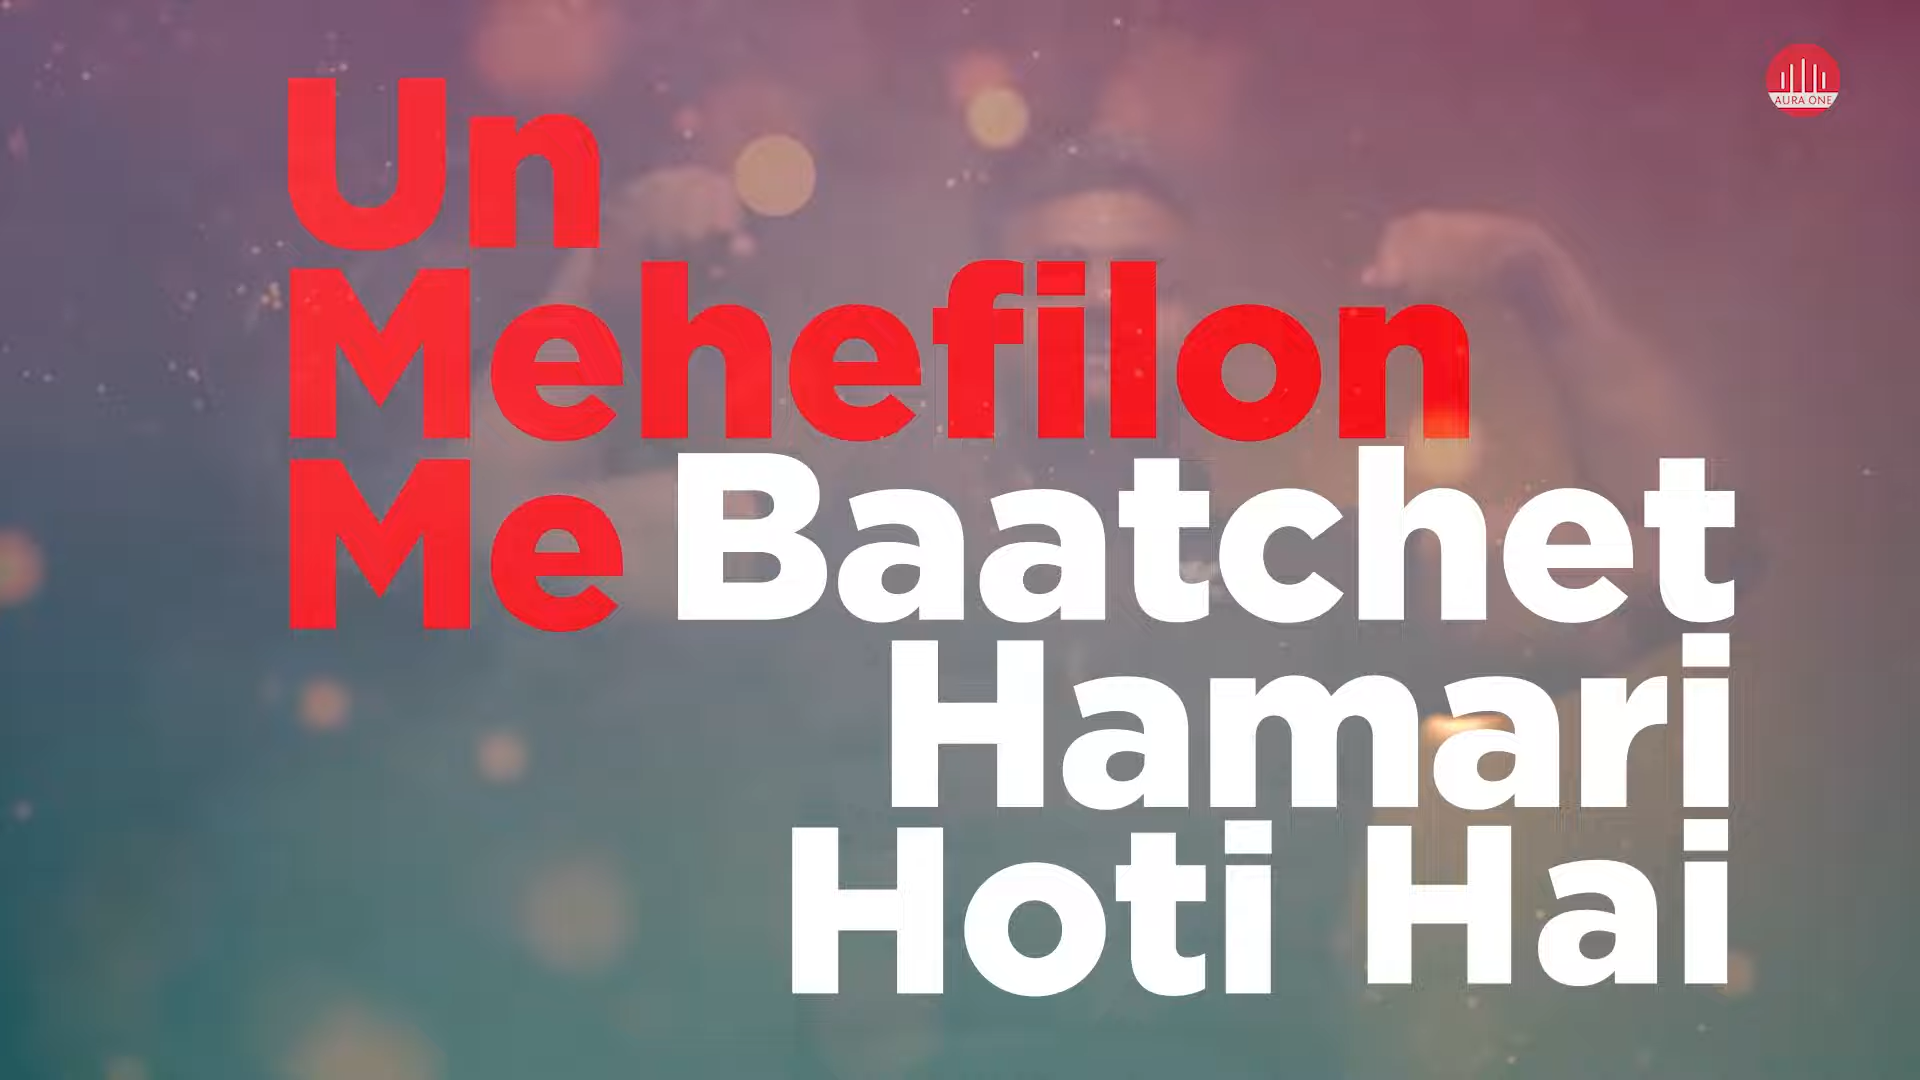 Un
Mehefilon
Me Baatchet
Hamari
Hoti Hai
AURA ONE